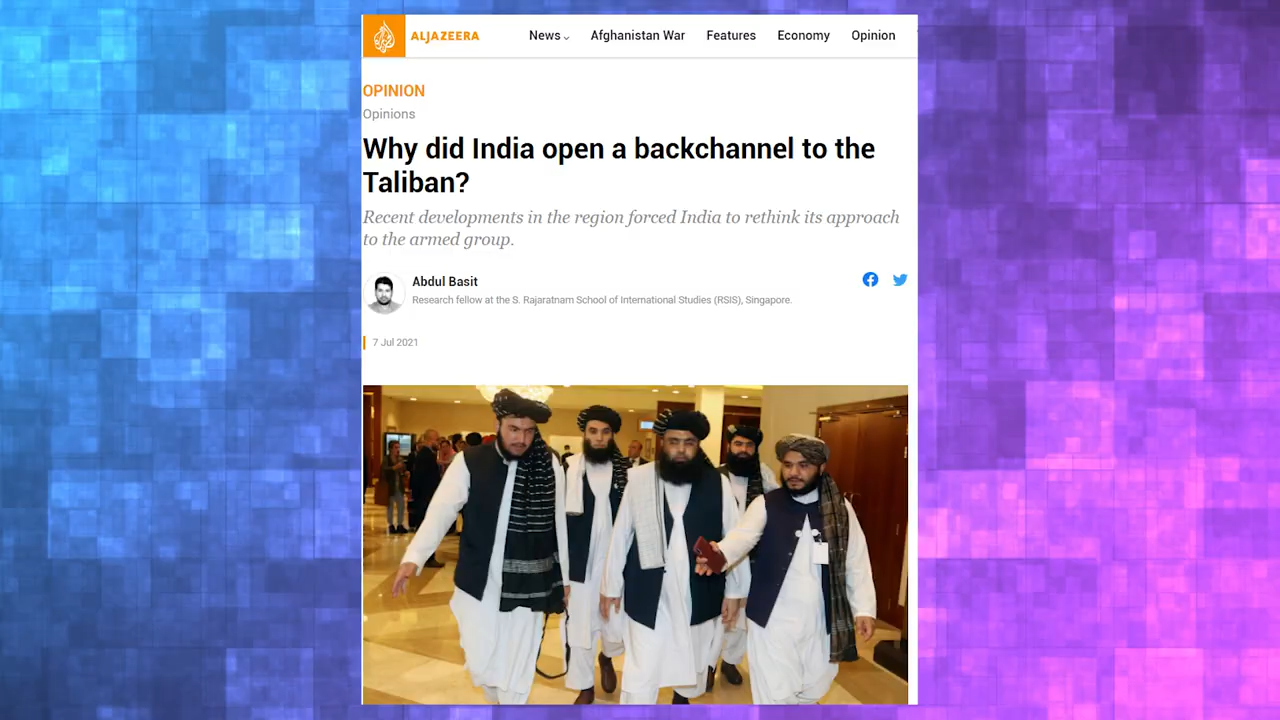 ALJAZEERA
News Afghanistan War Features Economy Opinion
OPINION
Opinions
Why did India open a backchannel to the
Taliban?
Recent developments in the region forced India to rethink its approach
to the armed group.
Abdul Basit
Research fellow at the S. Rajaratnam School of International Studies (RSIS), Singapore.
7 Jul 2021